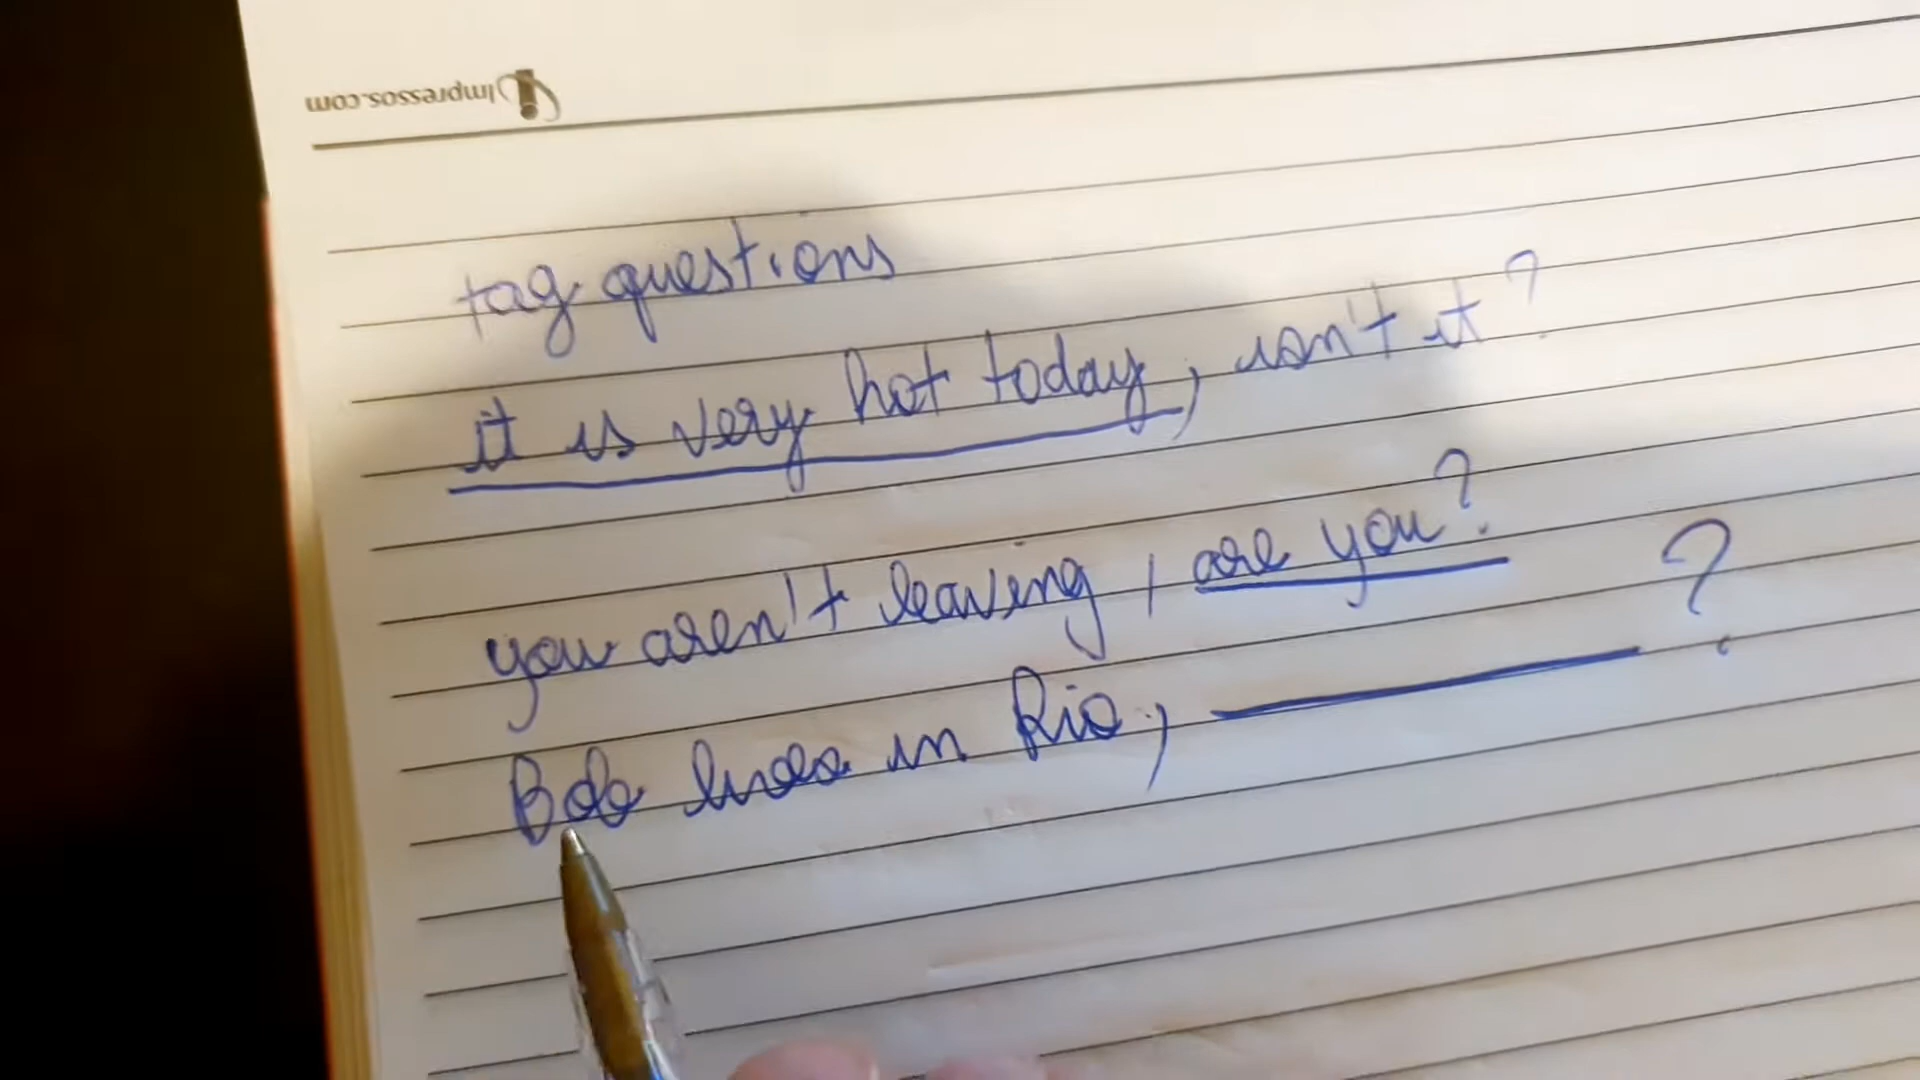 Impressos.com
tag questions
it is very hot today, isn't it?
you aren't leaving, are you?
Bob lives in Rio, ________ ?